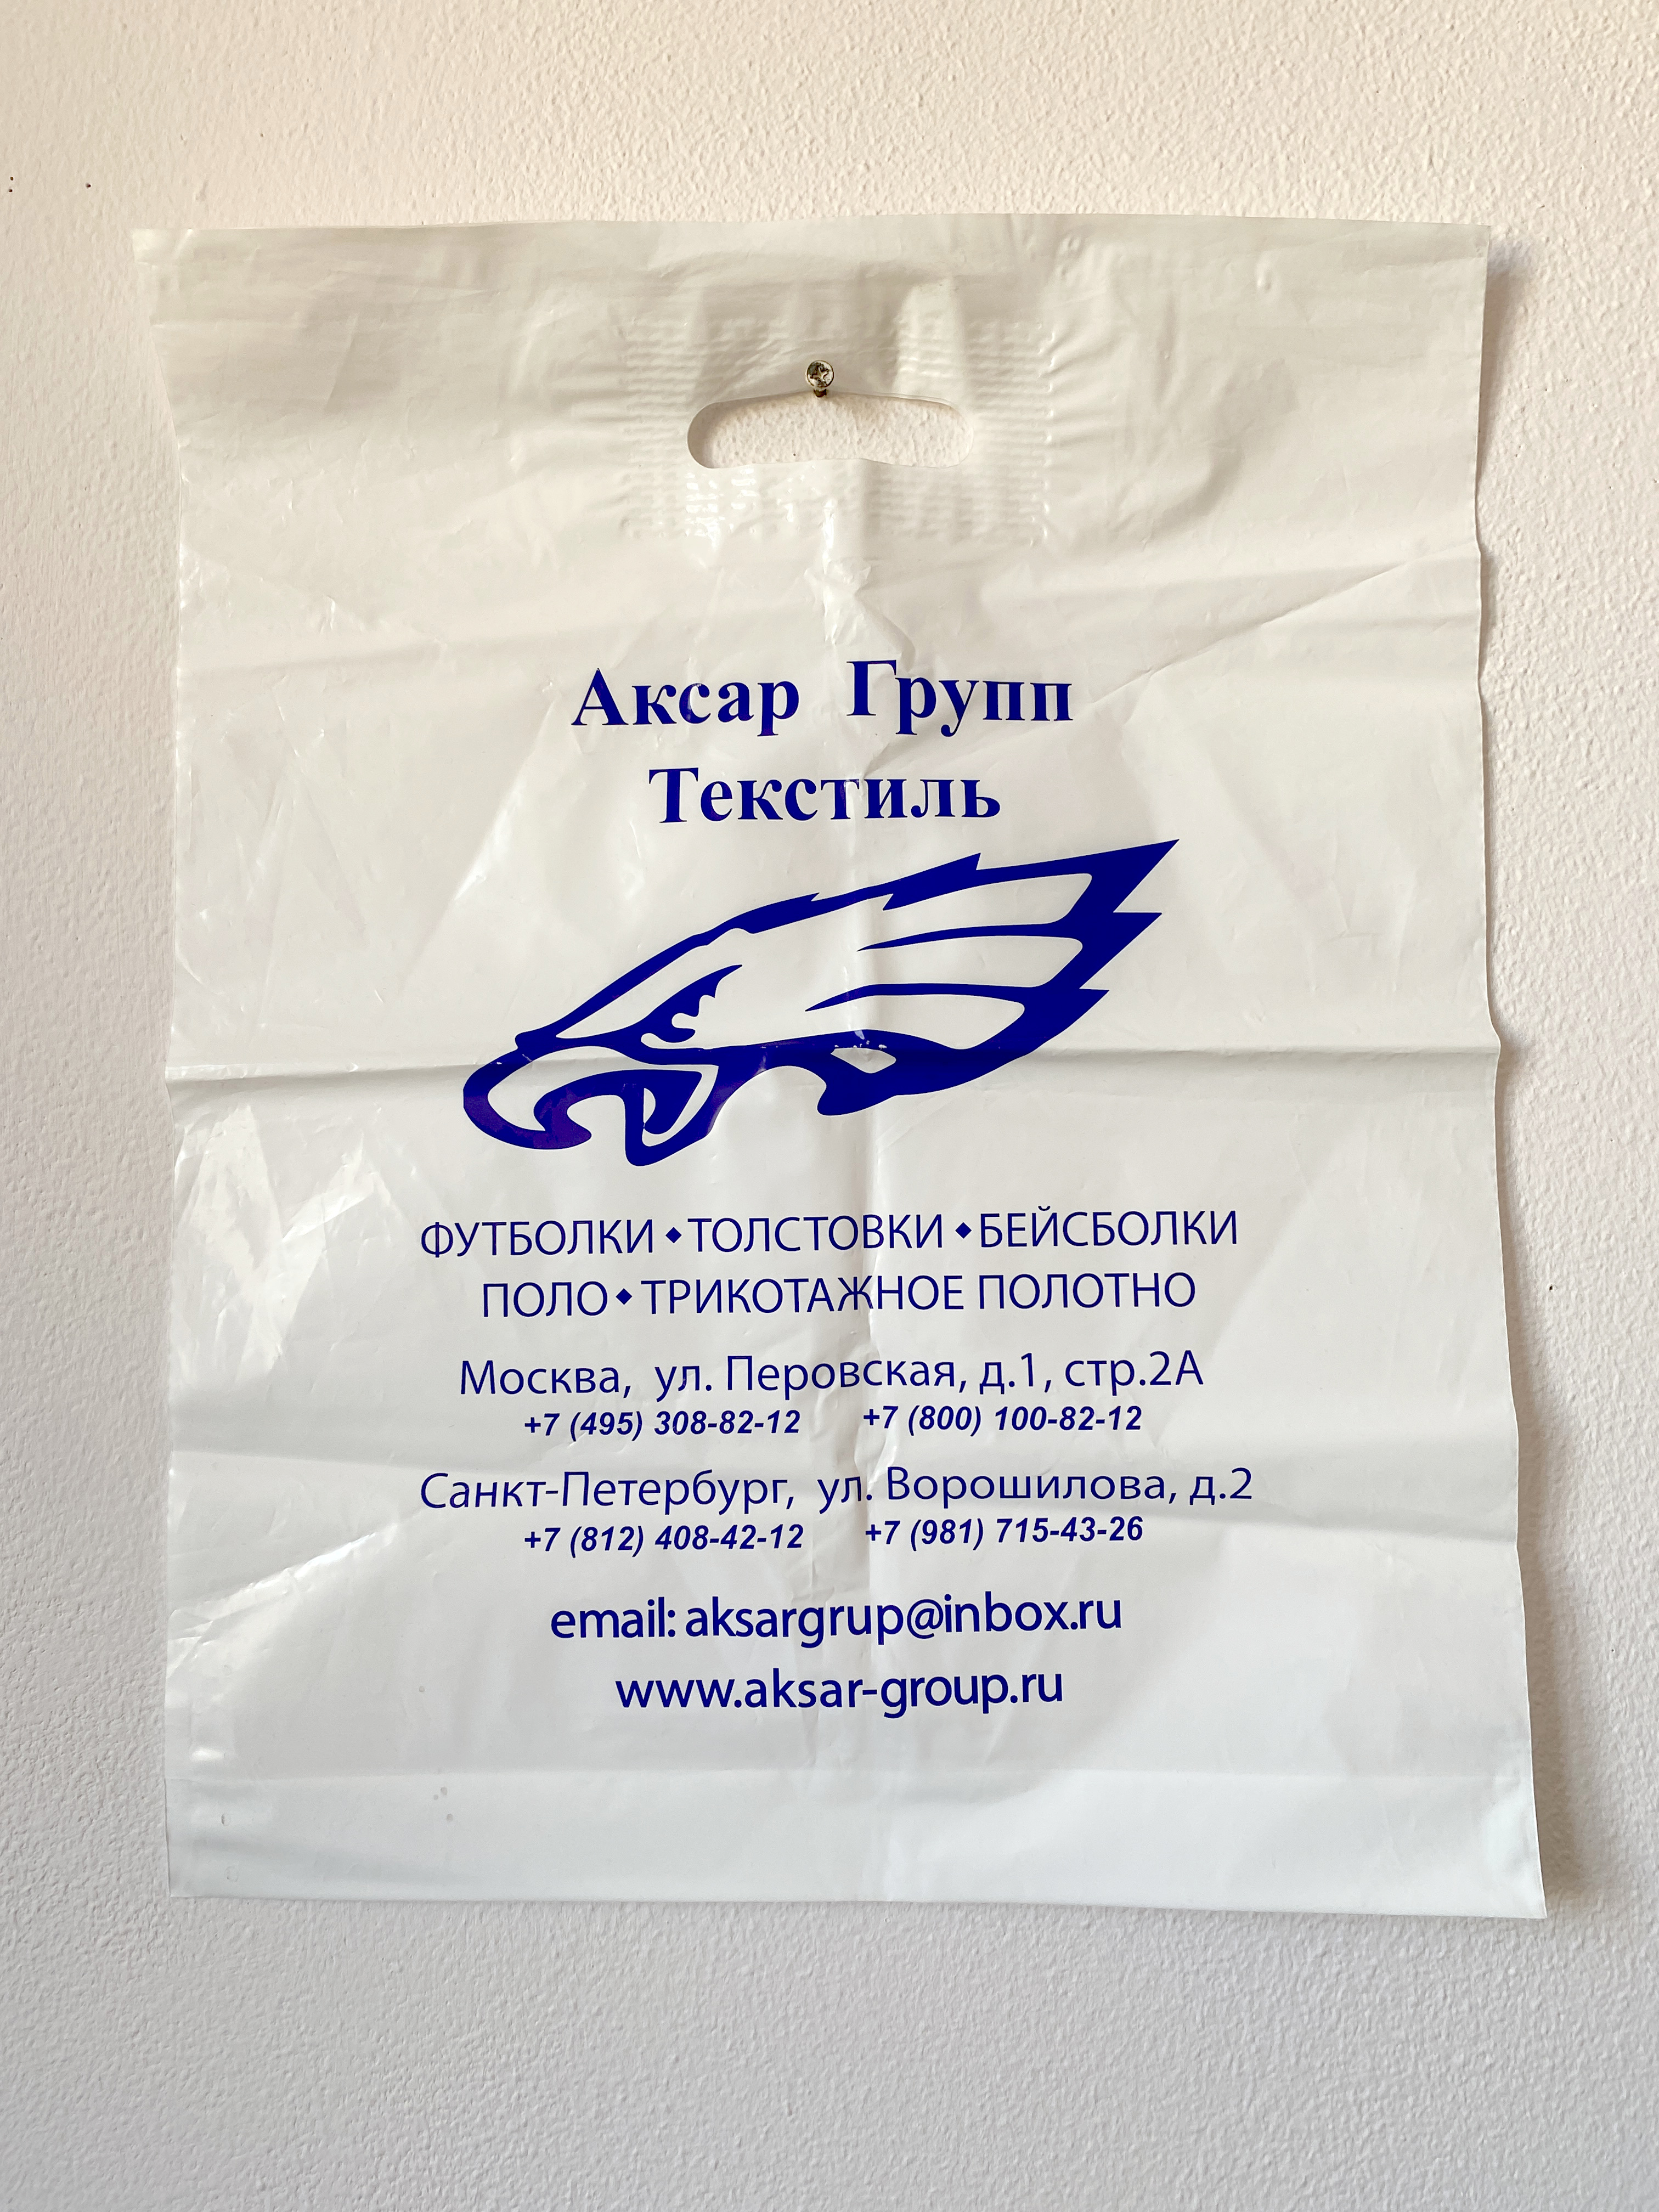 Аксар Групп
Текстиль
ФУТБОЛКИ ◆ ТОЛСТОВКИ ◆ БЕЙСБОЛКИ
ПОЛО ◆ ТРИКОТАЖНОЕ ПОЛОТНО
Москва, ул. Перовская, д.1, стр.2А
+7 (495) 308-82-12 +7 (800) 100-82-12
Санкт-Петербург, ул. Ворошилова, д.2
+7 (812) 408-42-12 +7 (981) 715-43-26
email: aksargrup@inbox.ru
www.aksar-group.ru